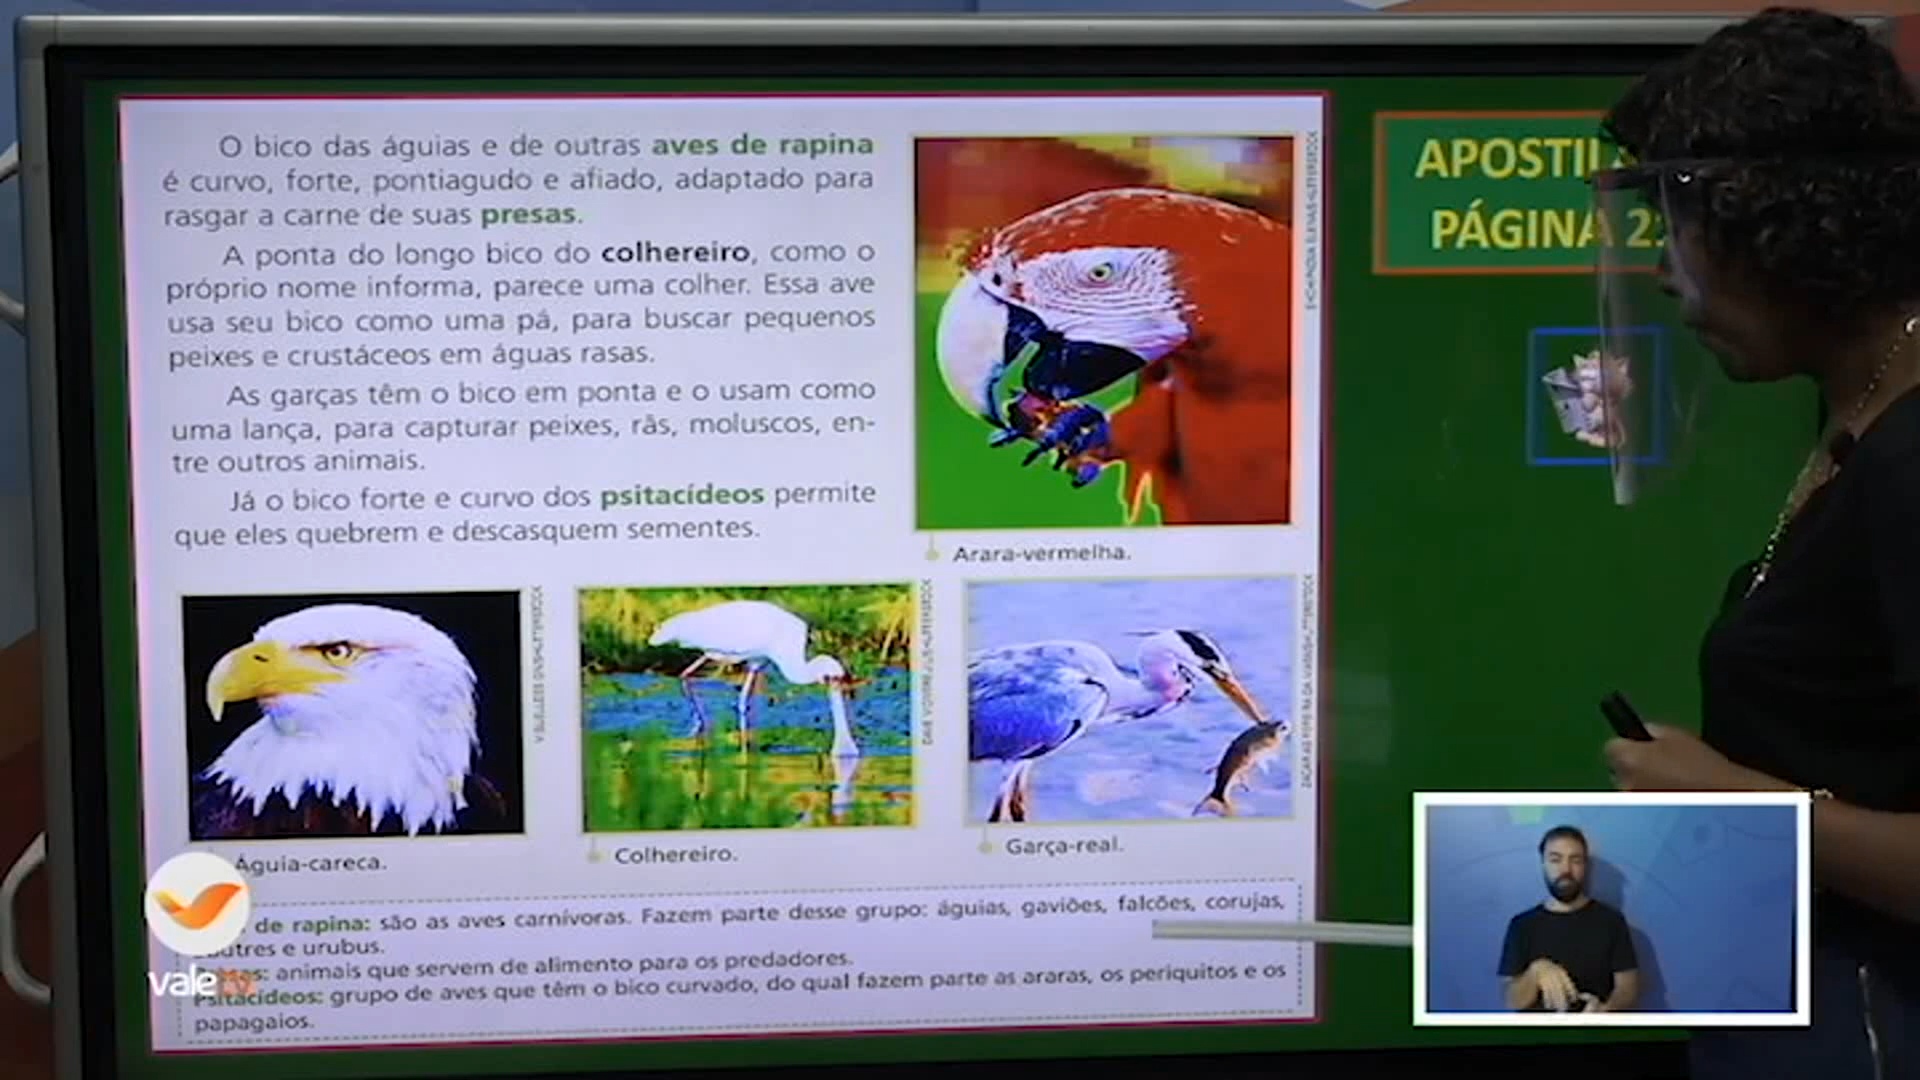 O bico das águias e de outras aves de rapina
é curvo, forte, pontiagudo e afiado, adaptado para
rasgar a carne de suas presas.
A ponta do longo bico do colhereiro, como o
próprio nome informa, parece uma colher. Essa ave
usa seu bico como uma pá, para buscar pequenos
peixes e crustáceos em águas rasas.
As garças têm o bico em ponta e o usam como
uma lança, para capturar peixes, rãs, moluscos, en-
tre outros animais.
Já o bico forte e curvo dos psitacídeos permite
que eles quebrem e descasquem sementes.
Arara-vermelha.
Águia-careca.
Colhereiro.
Garça-real.
de rapina: são as aves carnívoras. Fazem parte desse grupo: águias, gaviões, falcões, corujas,
e urubus.
animais que servem de alimento para os predadores.
Psitacídeos: grupo de aves que têm o bico curvado, do qual fazem parte as araras, os periquitos e os
papagaios.
PÁGINA
vale tv